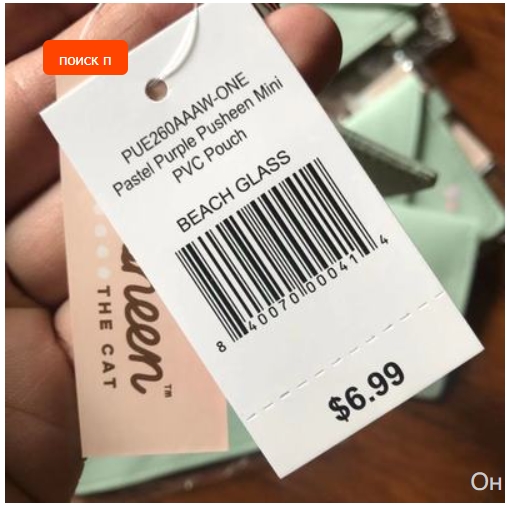 поиск п
PUE260AAAW-ONE
Pastel Purple Pusheen Mini
PVC Pouch
BEACH GLASS
8 40070 00041 4
$6.99
heen™
THE CAT
Он